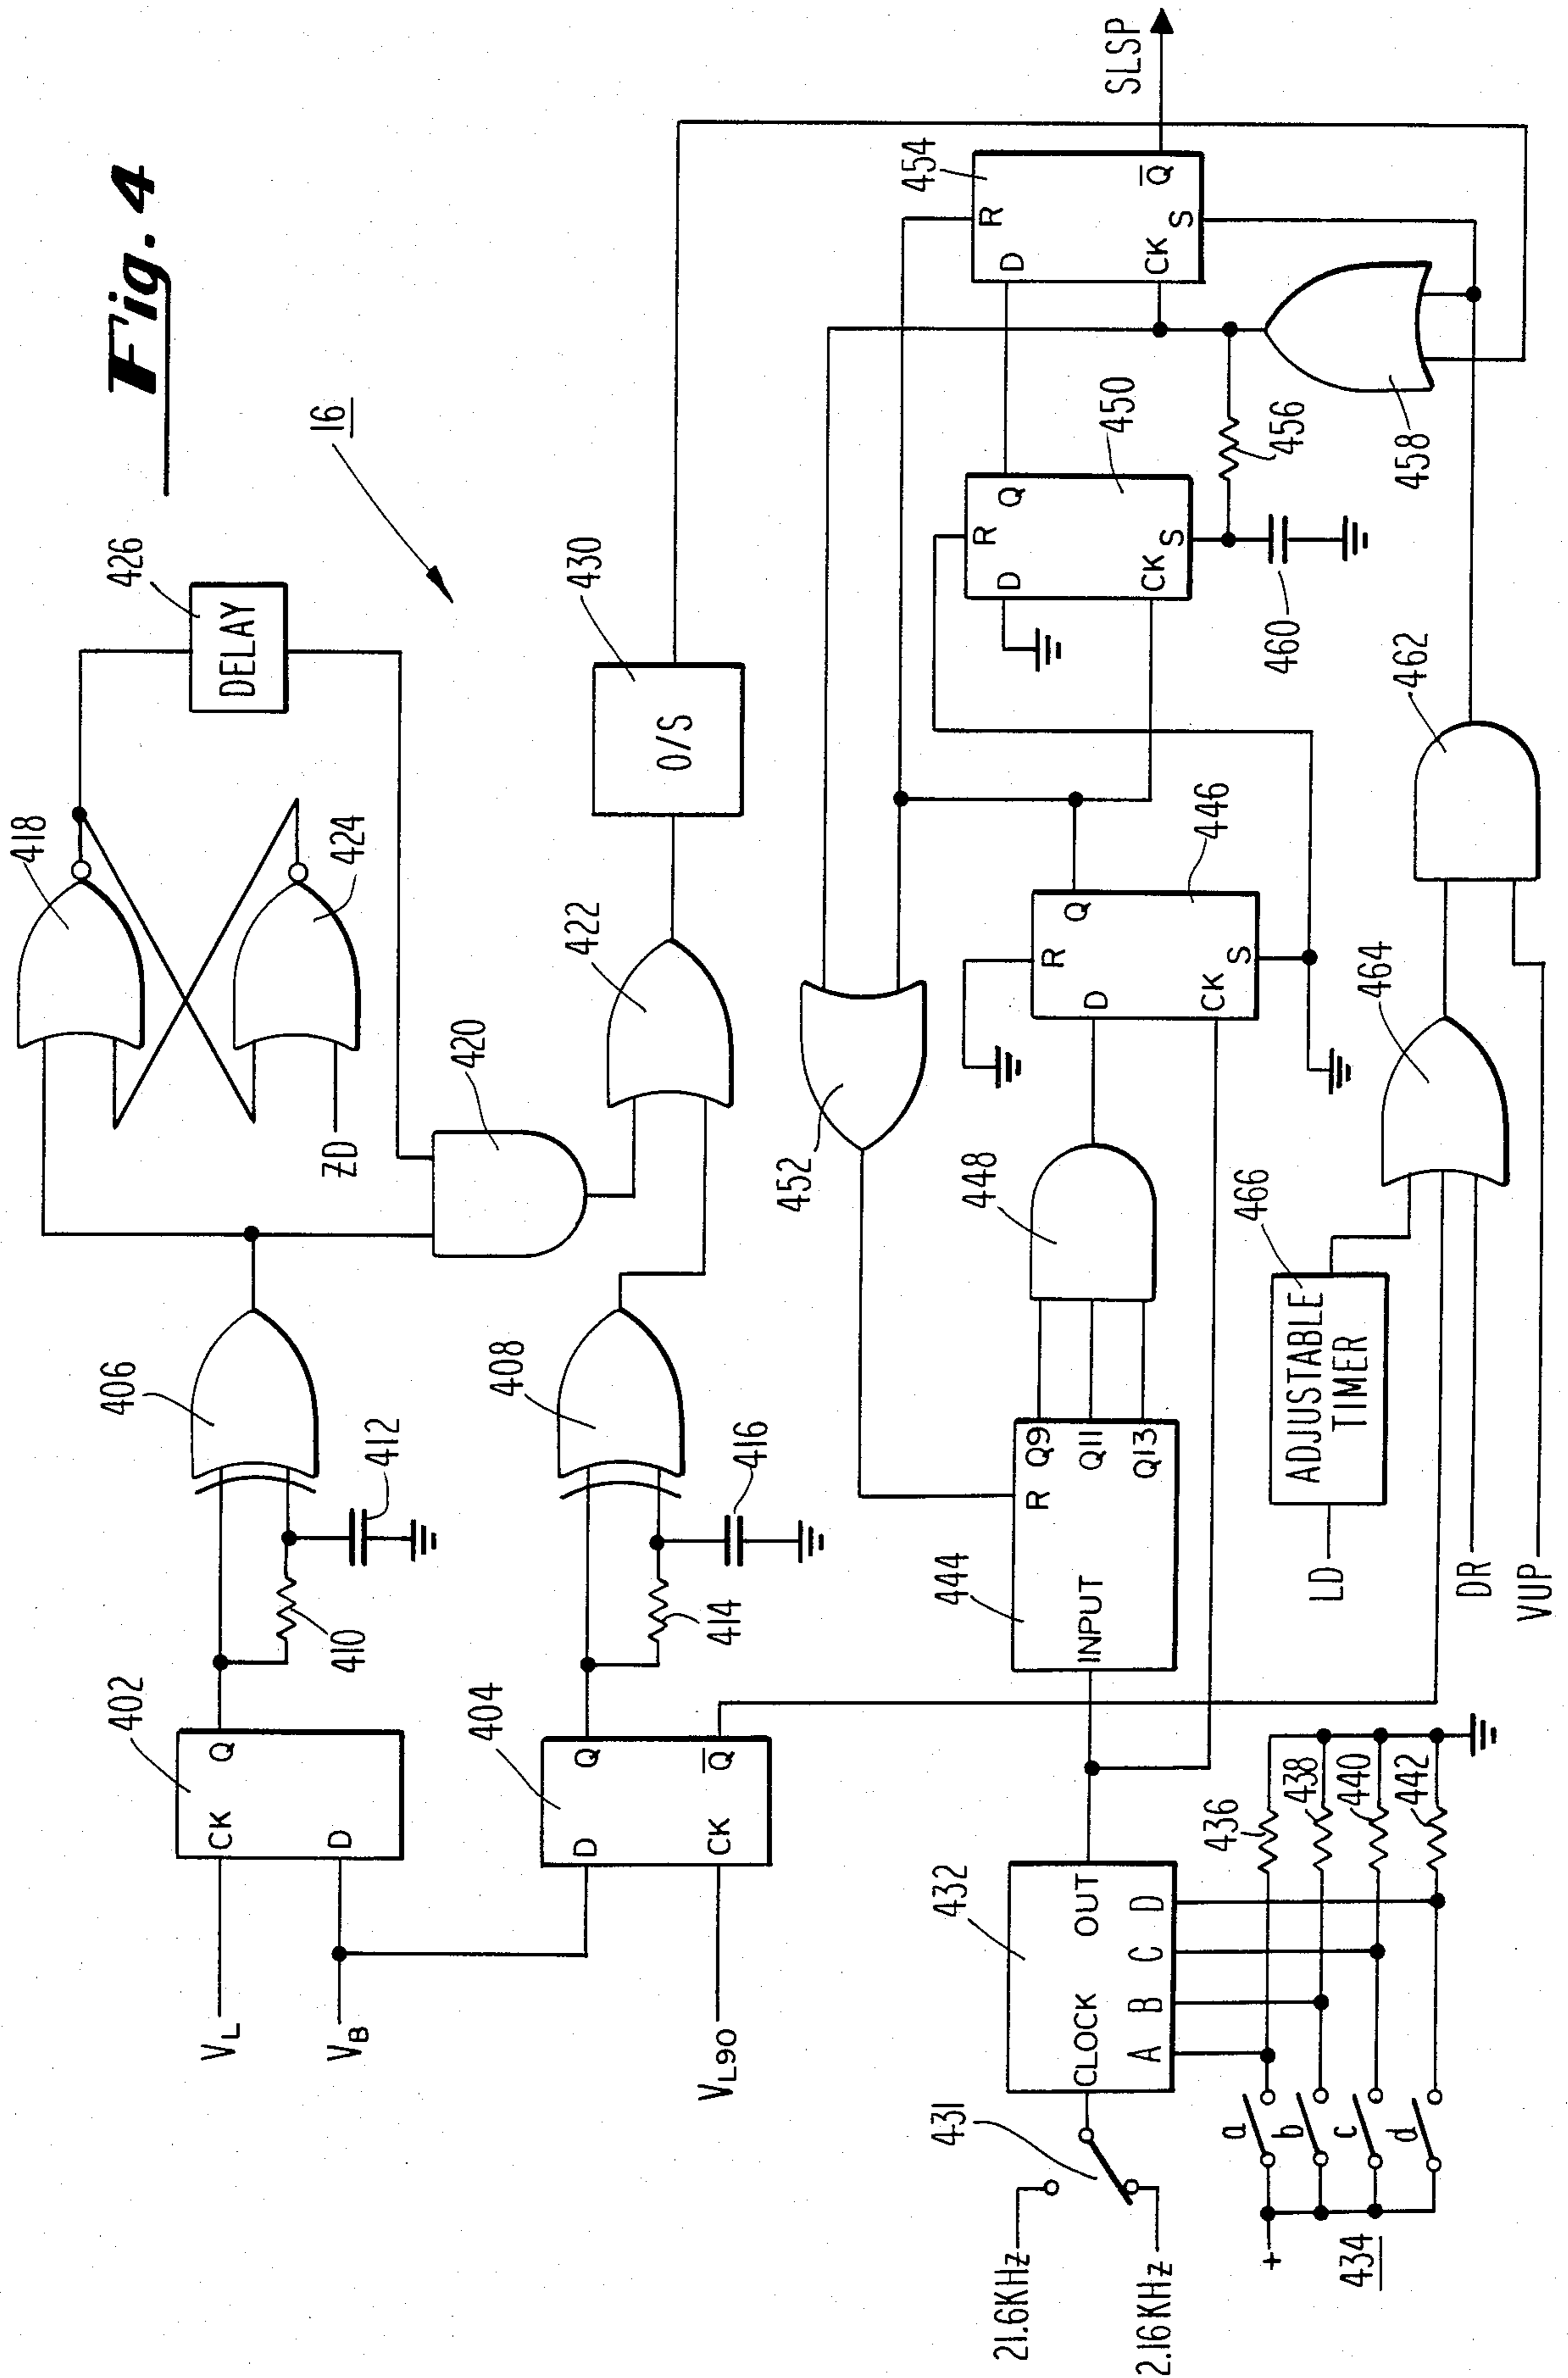 Fig. 4
16
418
426
DELAY
424
ZD
406
420
412
402
CK
Q
D
410
VL
VB
408
422
430
O/S
416
404
D
Q
Q̅
CK
414
VL90
452
454
R
D
Q̅
CK
S
SLSP
450
R
D
Q
CK
S
456
458
460
446
R
D
Q
CK
S
448
444
R
Q9
Q11
Q13
INPUT
462
464
466
ADJUSTABLE
TIMER
LD
DR
VUP
432
CLOCK
OUT
A
B
C
D
436
438
440
442
431
21.6KHz
2.16KHz
a
b
c
d
+
434